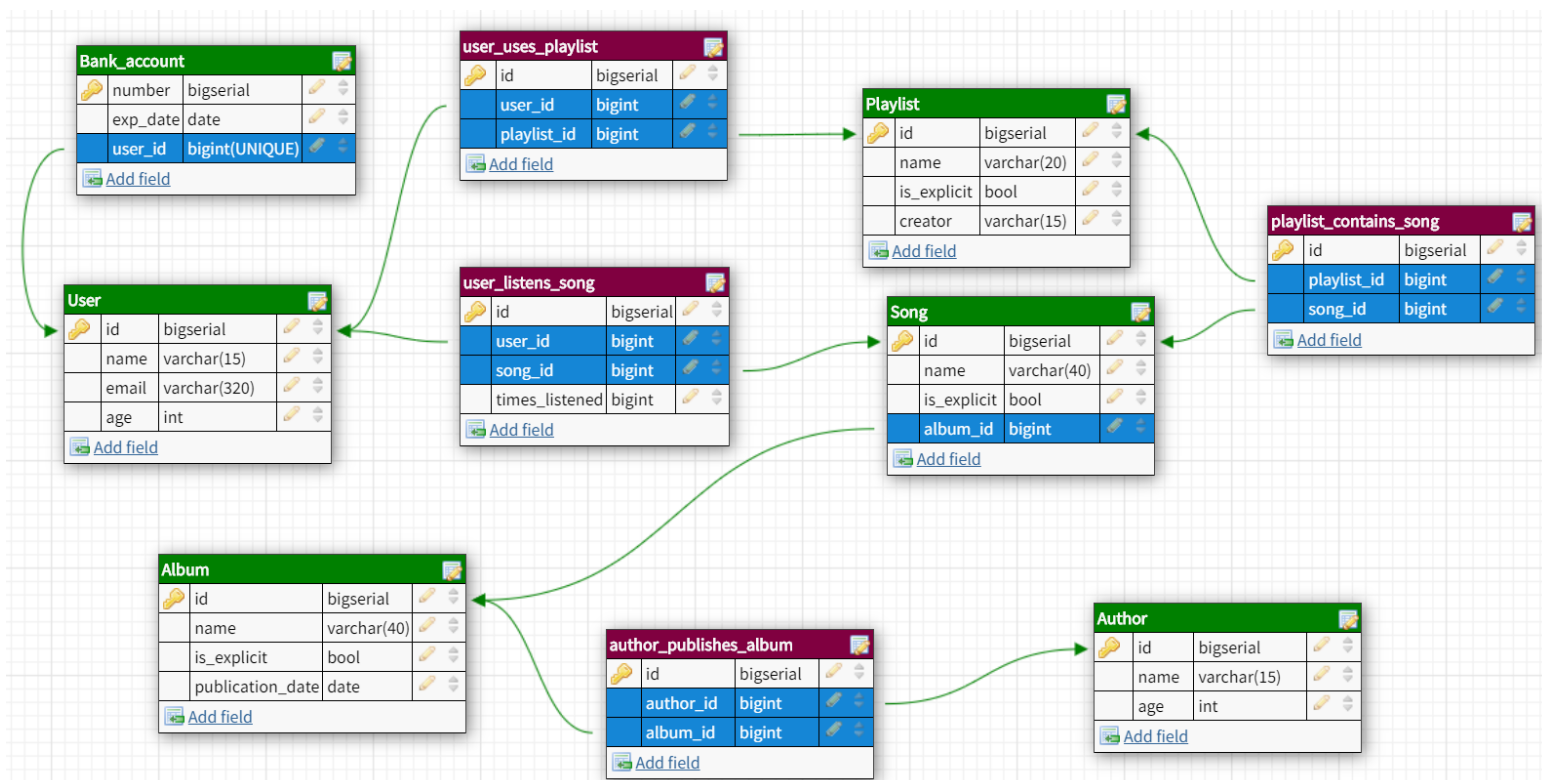 Bank_account
number bigserial
exp_date date
user_id bigint(UNIQUE)
Add field
user_uses_playlist
id bigserial
user_id bigint
playlist_id bigint
Add field
Playlist
id bigserial
name varchar(20)
is_explicit bool
creator varchar(15)
Add field
playlist_contains_song
id bigserial
playlist_id bigint
song_id bigint
Add field
User
id bigserial
name varchar(15)
email varchar(320)
age int
Add field
user_listens_song
id bigserial
user_id bigint
song_id bigint
times_listened bigint
Add field
Song
id bigserial
name varchar(40)
is_explicit bool
album_id bigint
Add field
Album
id bigserial
name varchar(40)
is_explicit bool
publication_date date
Add field
author_publishes_album
id bigserial
author_id bigint
album_id bigint
Add field
Author
id bigserial
name varchar(15)
age int
Add field